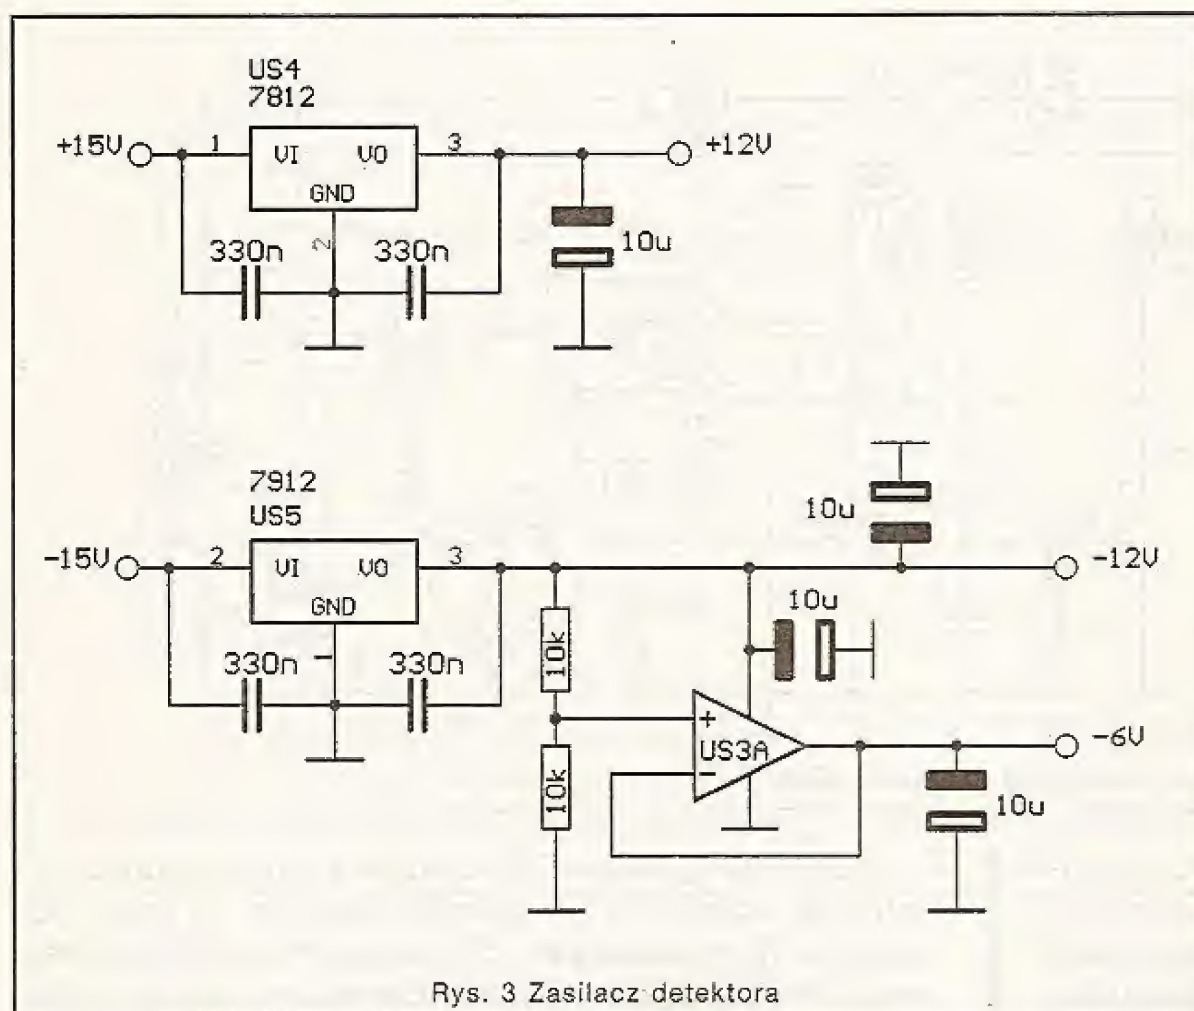 US4
7812
+15V
1
VI VO
3
+12V
GND
2
330n
330n
10u
7912
US5
-15V
2
VI VO
3
GND
1
330n
330n
10u
-12V
10u
10k
+
US3A
-
10k
-6V
10u
Rys. 3 Zasilacz detektora